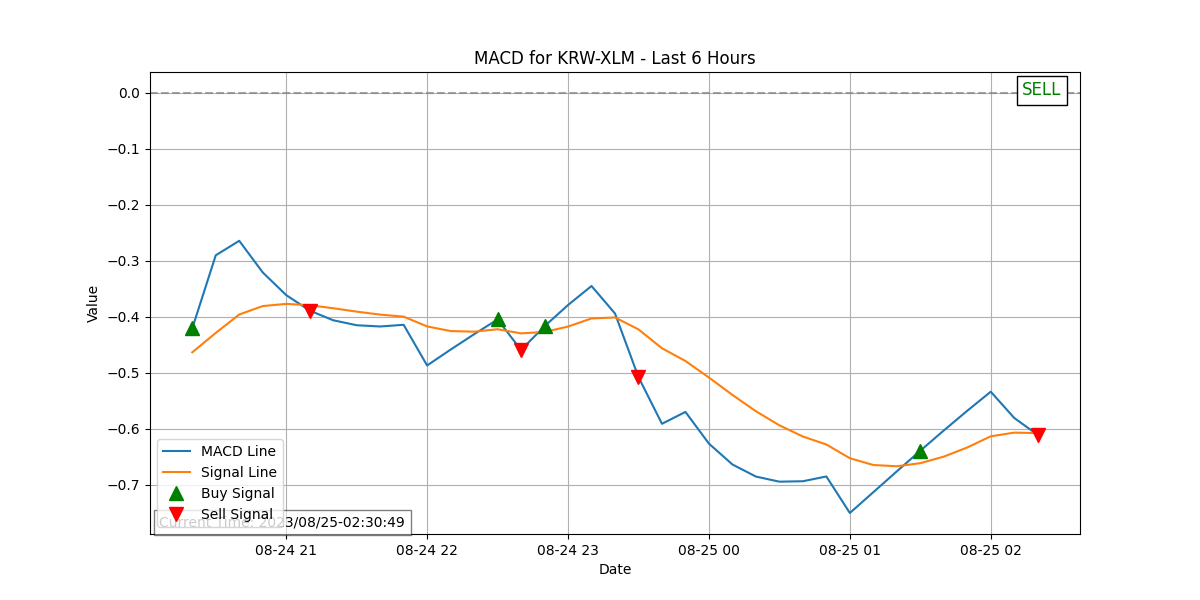 MACD for KRW-XLM - Last 6 Hours
SELL
Value
0.0
−0.1
−0.2
−0.3
−0.4
−0.5
−0.6
−0.7
MACD Line
Signal Line
Buy Signal
Sell Signal
Current Time: 2023/08/25-02:30:49
08-24 21
08-24 22
08-24 23
08-25 00
08-25 01
08-25 02
Date